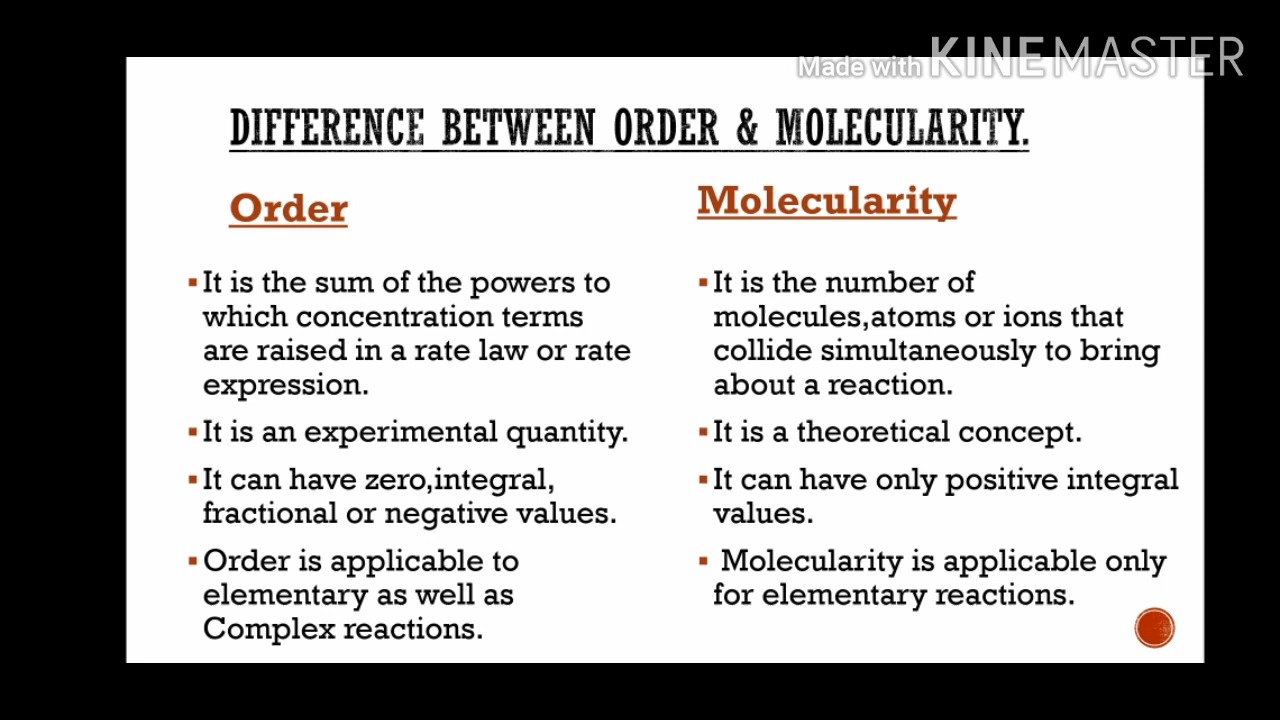 Made with KINEMASTER
DIFFERENCE BETWEEN ORDER & MOLECULARITY.
Order
▪It is the sum of the powers to
which concentration terms
are raised in a rate law or rate
expression.
▪It is an experimental quantity.
▪It can have zero,integral,
fractional or negative values.
▪Order is applicable to
elementary as well as
Complex reactions.
Molecularity
▪It is the number of
molecules,atoms or ions that
collide simultaneously to bring
about a reaction.
▪It is a theoretical concept.
▪It can have only positive integral
values.
▪ Molecularity is applicable only
for elementary reactions.